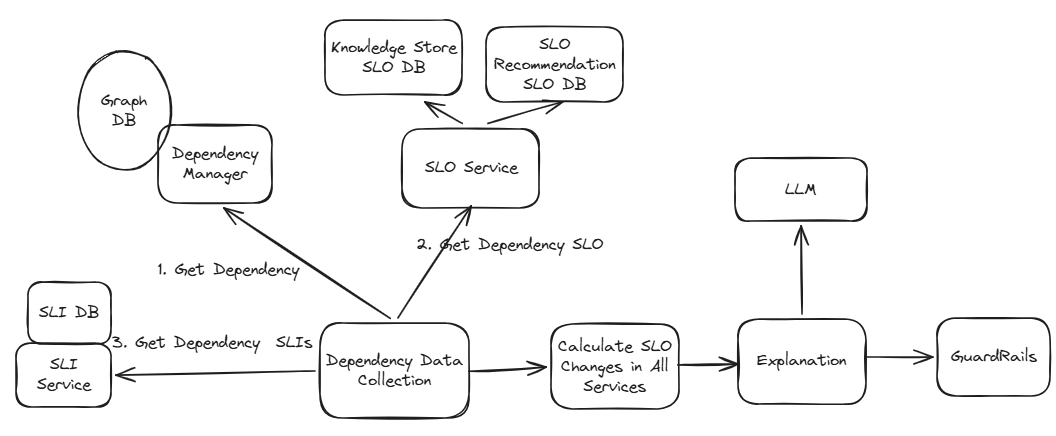 Knowledge Store
SLO DB
SLO
Recommendation
SLO DB
Graph
DB
Dependency
Manager
SLO Service
LLM
2. Get Dependency SLO
1. Get Dependency
SLI DB
3. Get Dependency SLIs
SLI
Service
Dependency Data
Collection
Calculate SLO
Changes in All
Services
Explanation
GuardRails